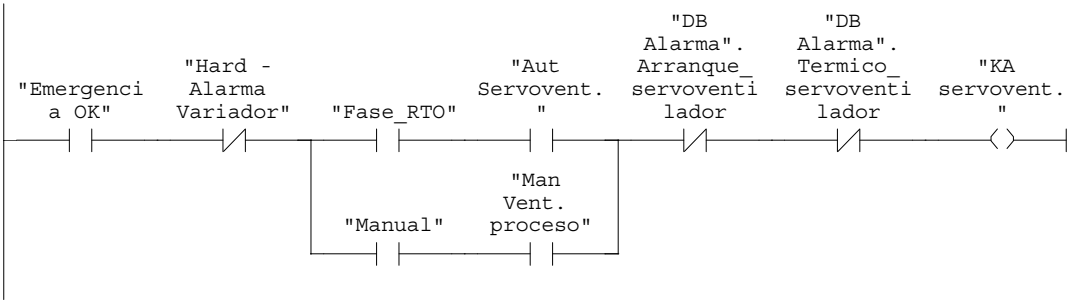 "DB
Alarma".
Arranque_
servoventi
lador
"DB
Alarma".
Termico_
servoventi
lador
"Emergenci
a OK"
"Hard -
Alarma
Variador"
"Fase_RTO"
"Aut
Servovent.
"
"KA
servovent.
"
"Manual"
"Man
Vent.
proceso"